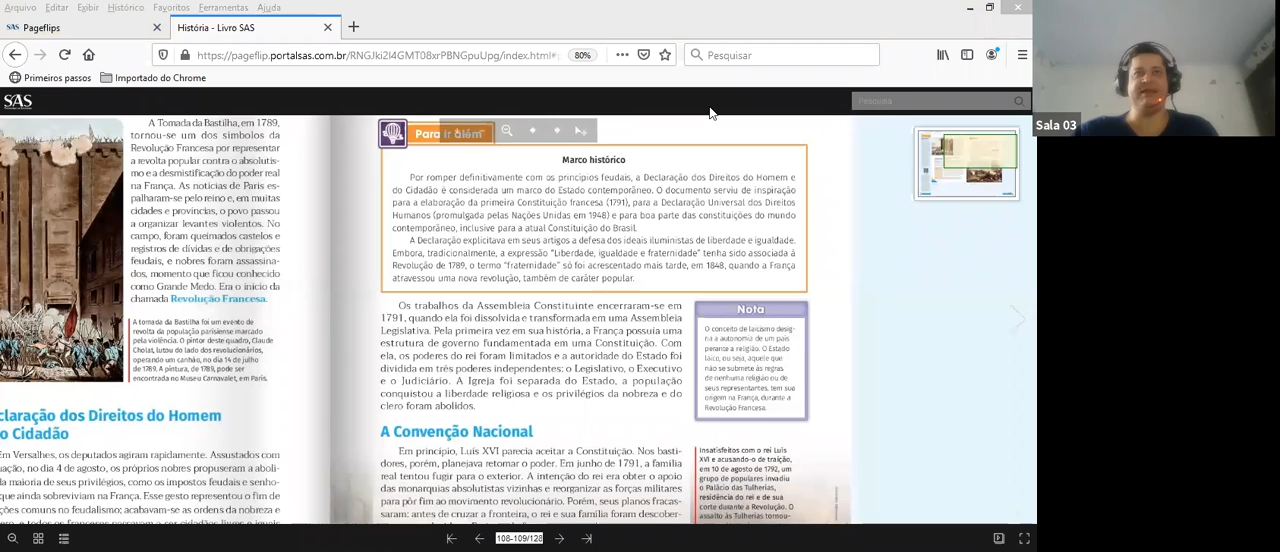 Arquivo Editar Exibir Histórico Favoritos Ferramentas Ajuda
SAS Pageflips
História - Livro SAS
https://pageflip.portalsas.com.br/RNGJki2I4GMT08xrPBNGpuUpg/index.html#
80%
Pesquisar
Primeiros passos Importado do Chrome
SAS
Pesquisa
Sala 03
A Tomada da Bastilha, em 1789,
tornou-se um dos símbolos da
Revolução Francesa por representar
a revolta popular contra o absolutis-
mo e a desmistificação do poder real
na França. As notícias de Paris es-
palharam-se pelo reino e, em muitas
cidades e províncias, o povo passou
a organizar levantes violentos. No
campo, foram queimados castelos e
registros de dívidas e de obrigações
feudais, e nobres foram assassina-
dos, momento que ficou conhecido
como Grande Medo. Era o início da
chamada Revolução Francesa.
A tomada da Bastilha foi um evento de
revolta da população parisiense marcado
pela violência. O pintor deste quadro, Claude
Cholat, lutou do lado dos revolucionários,
operando um canhão, no dia 14 de julho
de 1789. A pintura, de 1789, pode ser
encontrada no Museu Carnavalet, em Paris.
claração dos Direitos do Homem
o Cidadão
Em Versalhes, os deputados agiram rapidamente. Assustados com
uação, no dia 4 de agosto, os próprios nobres propuseram a aboli-
maioria de seus privilégios, como os impostos feudais e senho-
que ainda sobreviviam na França. Esse gesto representou o fim de
ções comuns no feudalismo; acabavam-se as ordens da nobreza e
Para ir além
Marco histórico
Por romper definitivamente com os princípios feudais, a Declaração dos Direitos do Homem e
do Cidadão é considerada um marco do Estado contemporâneo. O documento serviu de inspiração
para a elaboração da primeira Constituição francesa (1791), para a Declaração Universal dos Direitos
Humanos (promulgada pelas Nações Unidas em 1948) e para boa parte das constituições do mundo
contemporâneo, inclusive para a atual Constituição do Brasil.
A Declaração explicitava em seus artigos a defesa dos ideais iluministas de liberdade e igualdade.
Embora, tradicionalmente, a expressão "Liberdade, igualdade e fraternidade" tenha sido associada à
Revolução de 1789, o termo "fraternidade" só foi acrescentado mais tarde, em 1848, quando a França
atravessou uma nova revolução, também de caráter popular.
Os trabalhos da Assembleia Constituinte encerraram-se em
1791, quando ela foi dissolvida e transformada em uma Assembleia
Legislativa. Pela primeira vez em sua história, a França possuía uma
estrutura de governo fundamentada em uma Constituição. Com
ela, os poderes do rei foram limitados e a autoridade do Estado foi
dividida em três poderes independentes: o Legislativo, o Executivo
e o Judiciário. A Igreja foi separada do Estado, a população
conquistou a liberdade religiosa e os privilégios da nobreza e do
clero foram abolidos.
Nota
O conceito de laicismo desig-
na a autonomia de um país
perante a religião. O Estado
laico, ou seja, aquele que
não se submete às regras
de nenhuma religião ou de
seus representantes, tem sua
origem na França, durante a
Revolução Francesa.
A Convenção Nacional
Em princípio, Luís XVI parecia aceitar a Constituição. Nos basti-
dores, porém, planejava retomar o poder. Em junho de 1791, a família
real tentou fugir para o exterior. A intenção do rei era obter o apoio
das monarquias absolutistas vizinhas e reorganizar as forças militares
para pôr fim ao movimento revolucionário. Porém, seus planos fracas-
saram: antes de cruzar a fronteira, o rei e sua família foram descober-
Insatisfeitos com o rei Luís
XVI e acusando-o de traição,
em 10 de agosto de 1792, um
grupo de populares invadiu
o Palácio das Tulherias,
residência do rei e de sua
corte durante a Revolução. O
assalto às Tulherias tornou-
108-109/128